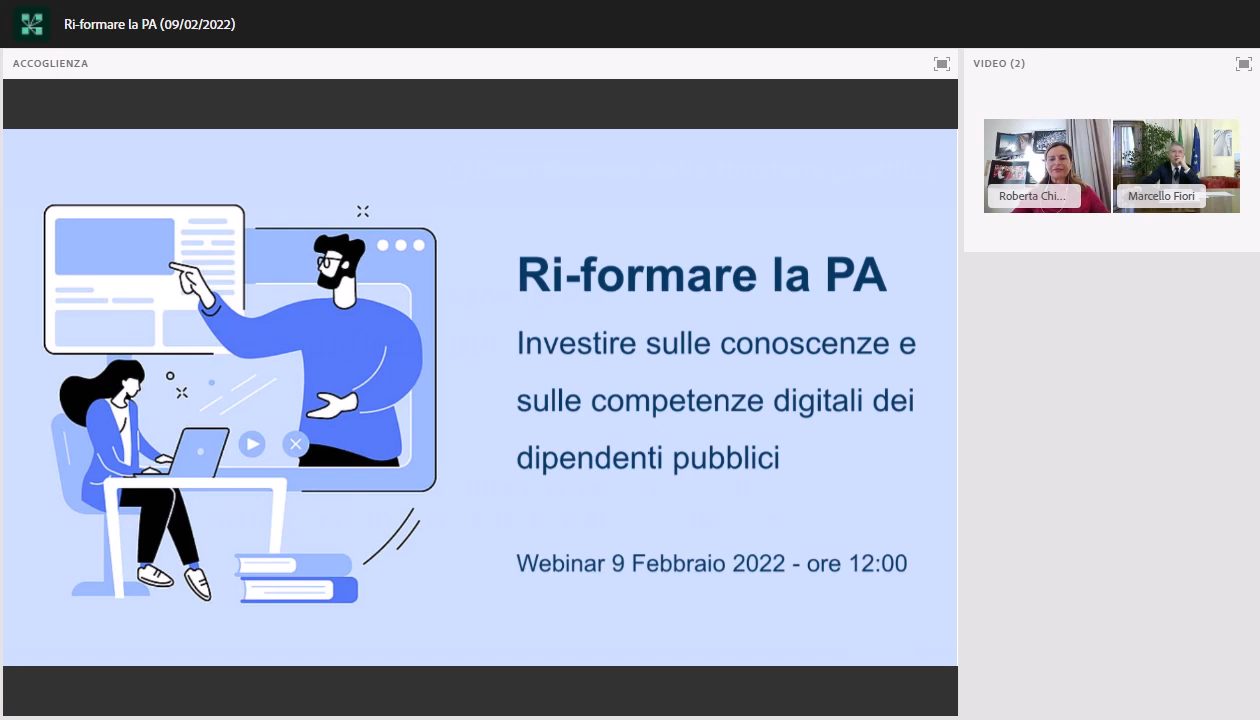 Ri-formare la PA (09/02/2022)
ACCOGLIENZA
VIDEO (2)
Roberta Chi...
Marcello Fiori
Ri-formare la PA
Investire sulle conoscenze e
sulle competenze digitali dei
dipendenti pubblici
Webinar 9 Febbraio 2022 - ore 12:00